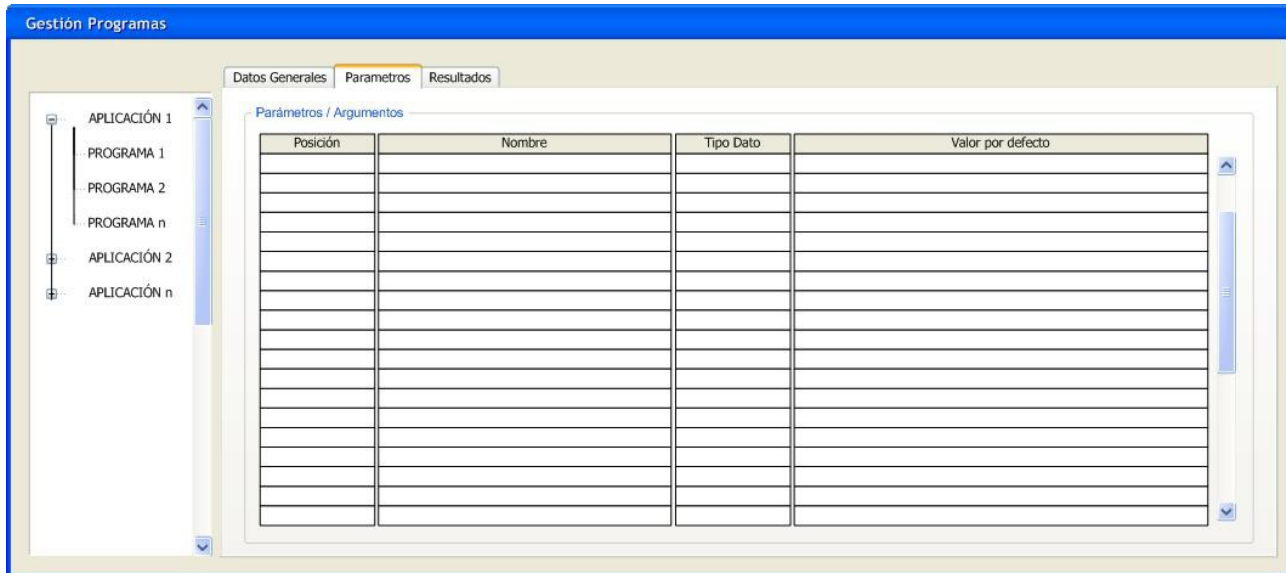 Gestión Programas
Datos Generales Parametros Resultados
APLICACIÓN 1
PROGRAMA 1
PROGRAMA 2
PROGRAMA n
APLICACIÓN 2
APLICACIÓN n
Parámetros / Argumentos
Posición Nombre Tipo Dato Valor por defecto